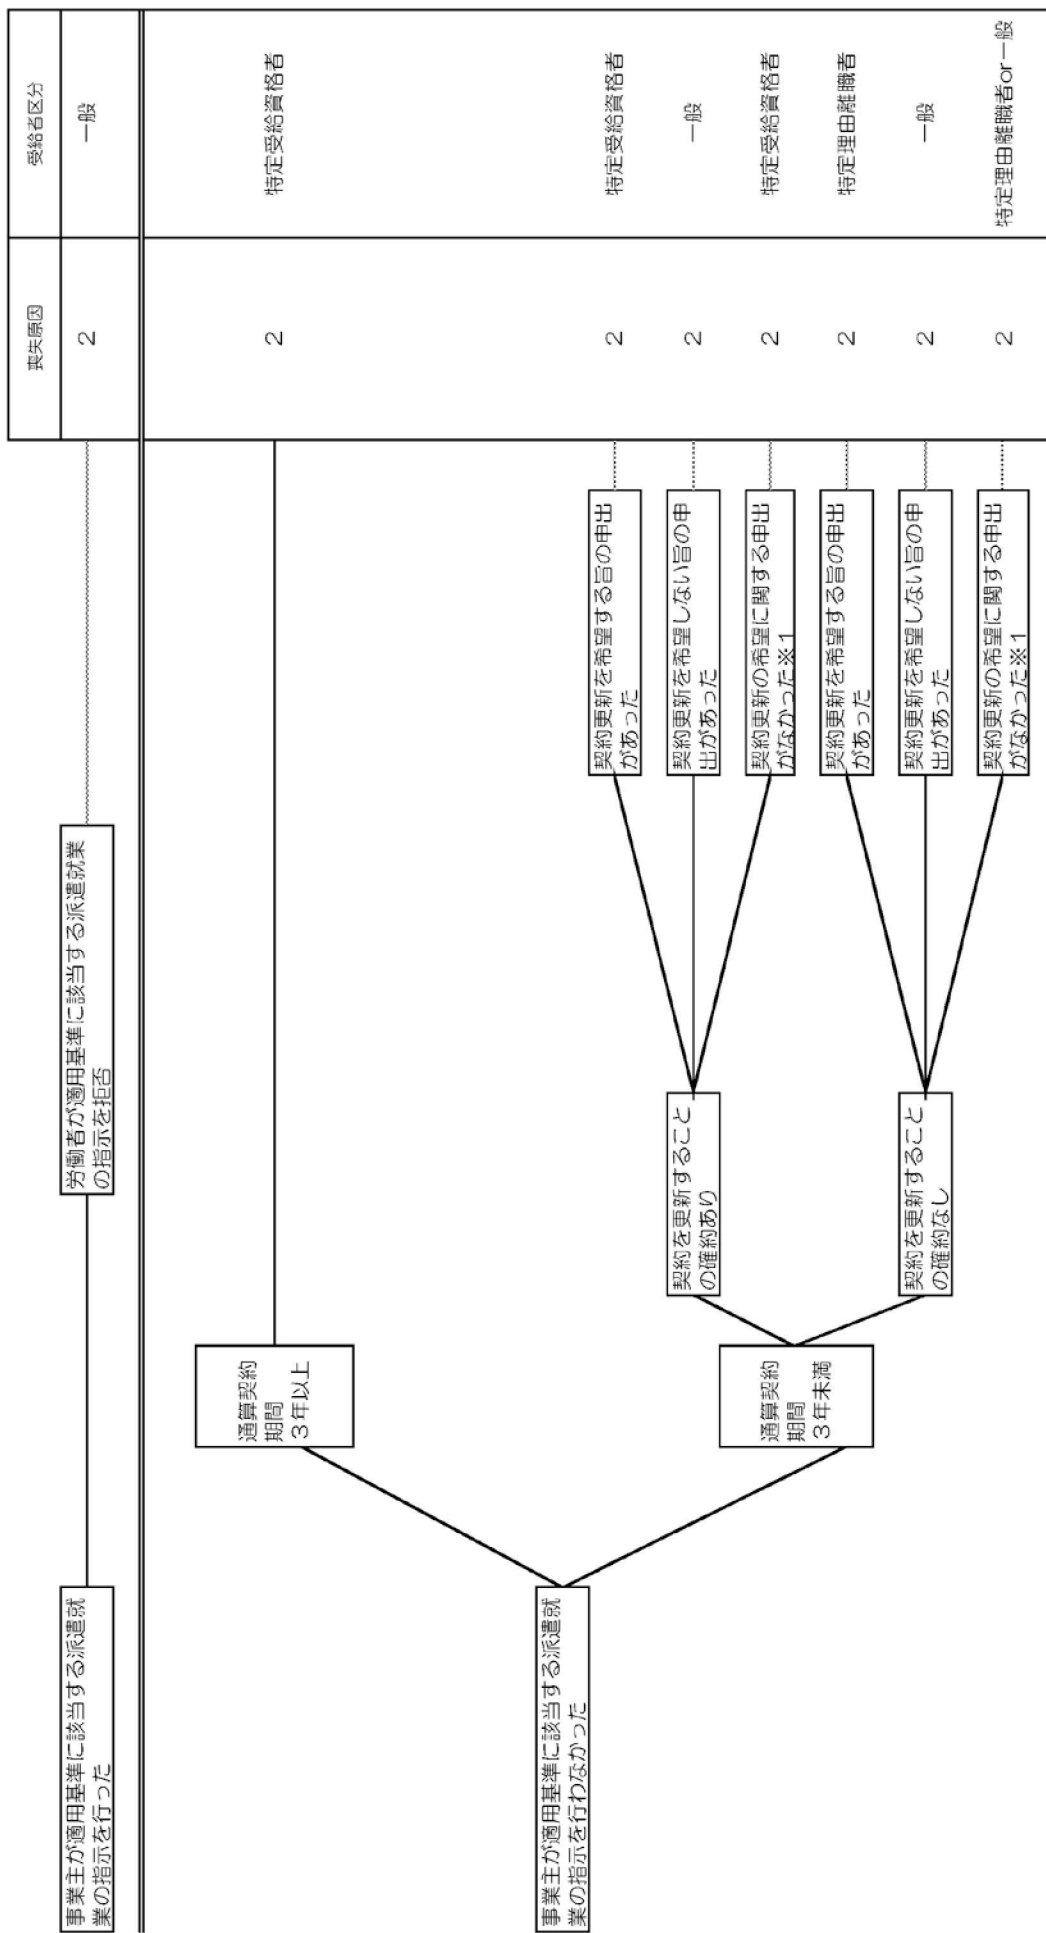 喪失原因
受給者区分
事業主が適用基準に該当する派遣就
業の指示を行った
労働者が適用基準に該当する派遣就業
の指示を拒否
2
一般
事業主が適用基準に該当する派遣就
業の指示を行わなかった
通算契約
期間
3年以上
2
特定受給資格者
通算契約
期間
3年未満
契約を更新すること
の確約あり
契約更新を希望する旨の申出
があった
2
特定受給資格者
契約更新を希望しない旨の申
出があった
2
一般
契約更新の希望に関する申出
がなかった※1
2
特定受給資格者
契約を更新すること
の確約なし
契約更新を希望する旨の申出
があった
2
特定理由離職者
契約更新を希望しない旨の申
出があった
2
一般
契約更新の希望に関する申出
がなかった※1
2
特定理由離職者or一般